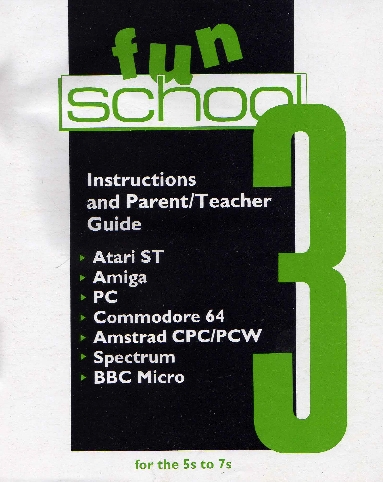 fun
school
3
Instructions
and Parent/Teacher
Guide
Atari ST
Amiga
PC
Commodore 64
Amstrad CPC/PCW
Spectrum
BBC Micro
for the 5s to 7s